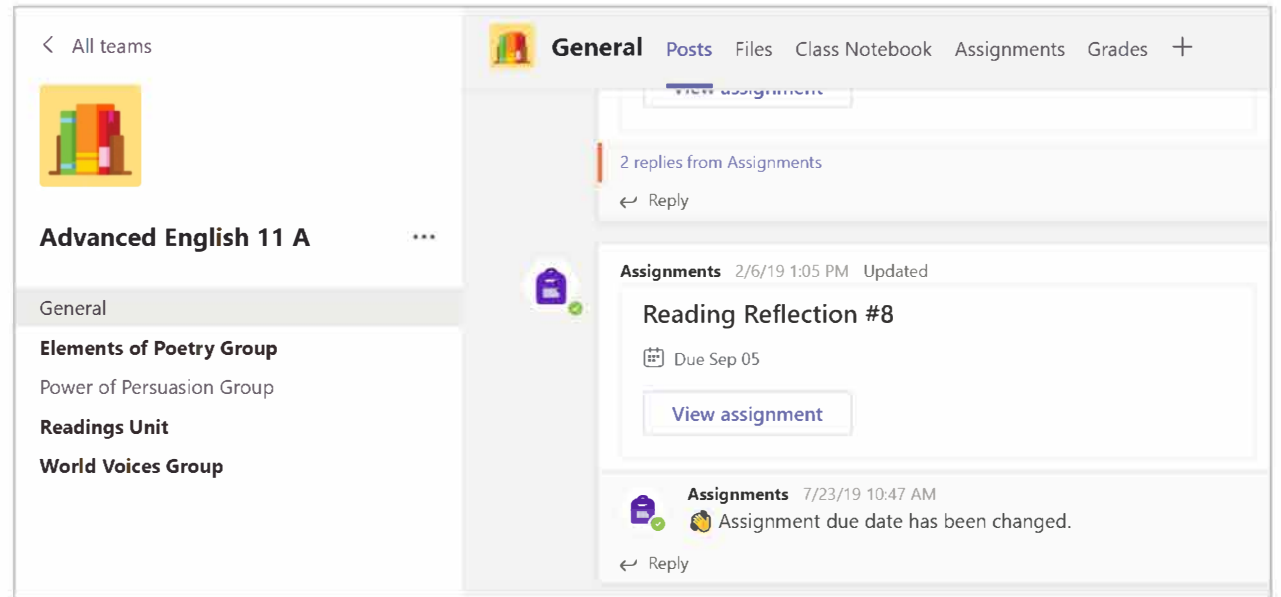 All teams
Advanced English 11 A
General
Elements of Poetry Group
Power of Persuasion Group
Readings Unit
World Voices Group
General Posts Files Class Notebook Assignments Grades
View assignment
2 replies from Assignments
Reply
Assignments 2/6/19 1:05 PM Updated
Reading Reflection #8
Due Sep 05
View assignment
Assignments 7/23/19 10:47 AM
Assignment due date has been changed.
Reply